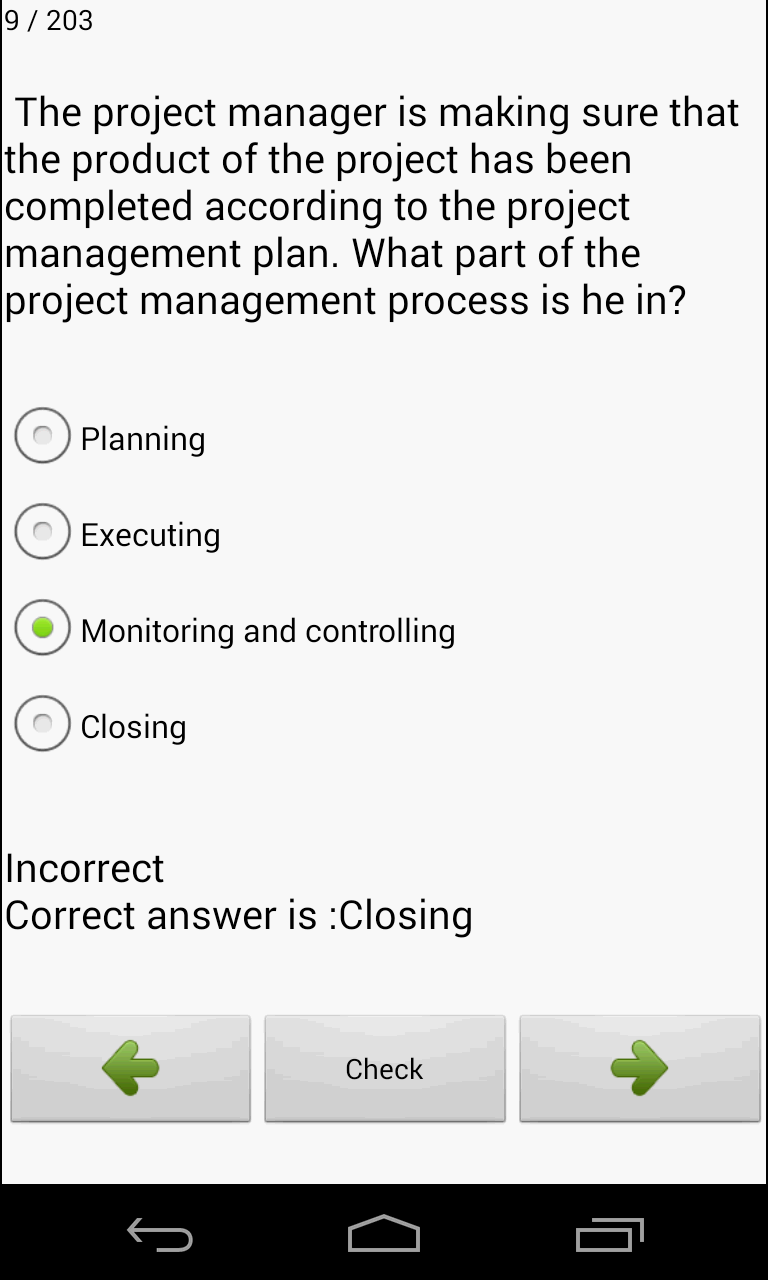 9 / 203
The project manager is making sure that
the product of the project has been
completed according to the project
management plan. What part of the
project management process is he in?
Planning
Executing
Monitoring and controlling
Closing
Incorrect
Correct answer is :Closing
Check